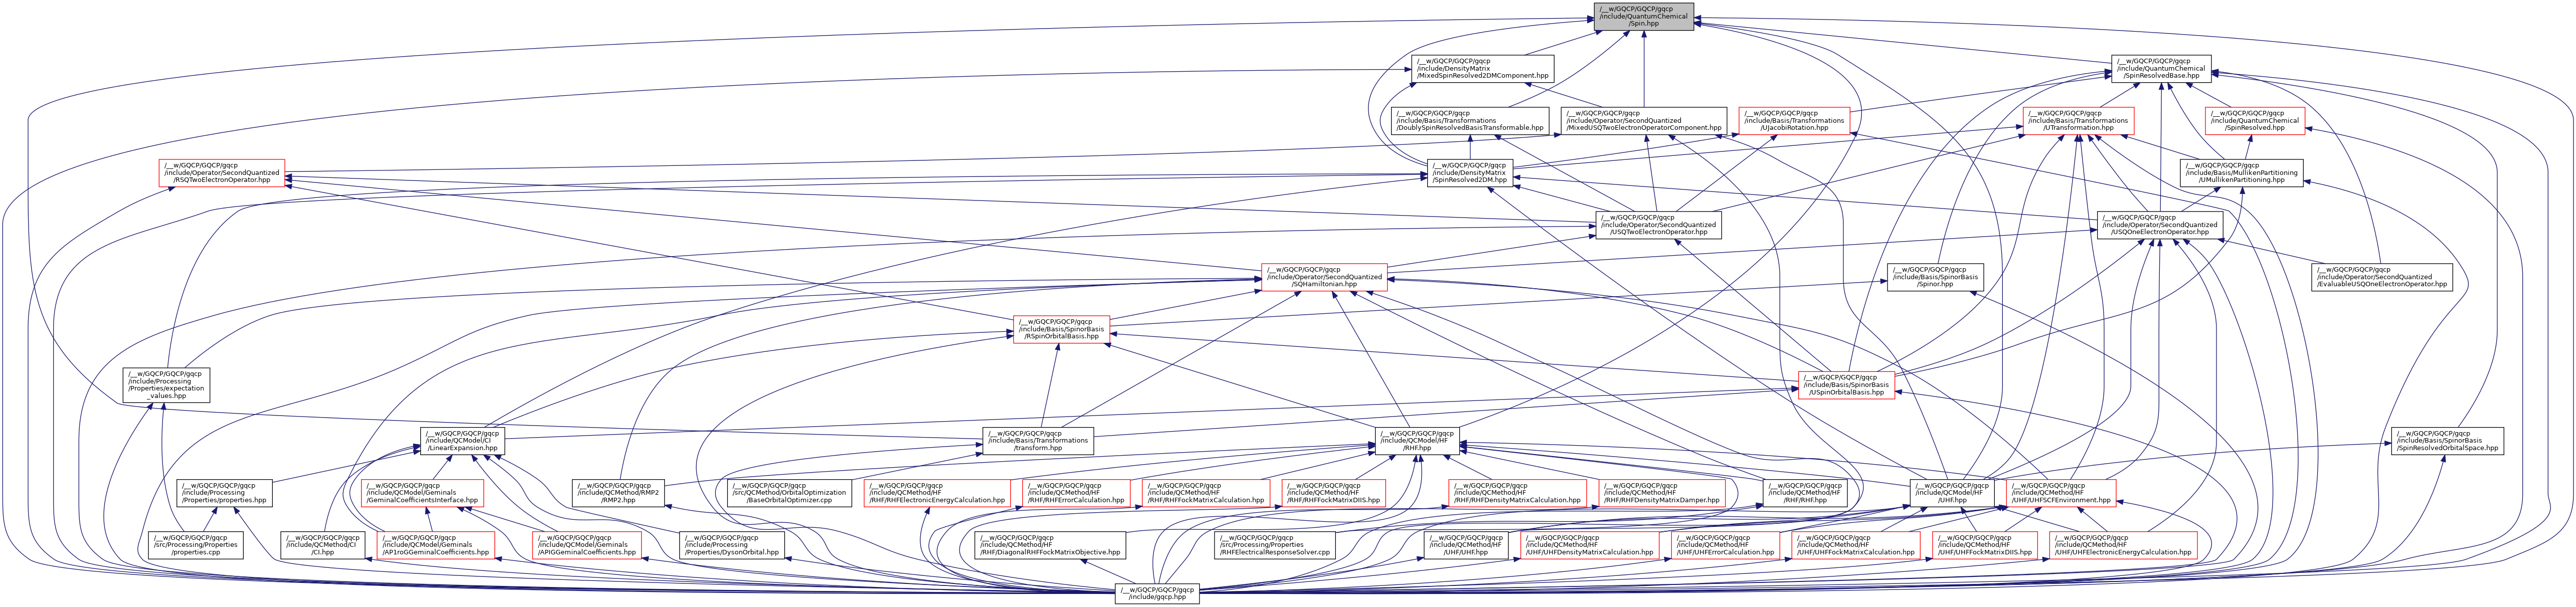 /__w/GQCP/GQCP/gqcp
/include/QuantumChemical
/Spin.hpp
/__w/GQCP/GQCP/gqcp
/include/DensityMatrix
/MixedSpinResolved2DMComponent.hpp
/__w/GQCP/GQCP/gqcp
/include/QuantumChemical
/SpinResolvedBase.hpp
/__w/GQCP/GQCP/gqcp
/include/Basis/Transformations
/DoublySpinResolvedBasisTransformable.hpp
/__w/GQCP/GQCP/gqcp
/include/Operator/SecondQuantized
/MixedUSQTwoElectronOperatorComponent.hpp
/__w/GQCP/GQCP/gqcp
/include/Basis/Transformations
/UJacobiRotation.hpp
/__w/GQCP/GQCP/gqcp
/include/Basis/Transformations
/UTransformation.hpp
/__w/GQCP/GQCP/gqcp
/include/QuantumChemical
/SpinResolved.hpp
/__w/GQCP/GQCP/gqcp
/include/Operator/SecondQuantized
/RSQTwoElectronOperator.hpp
/__w/GQCP/GQCP/gqcp
/include/DensityMatrix
/SpinResolved2DM.hpp
/__w/GQCP/GQCP/gqcp
/include/Basis/MullikenPartitioning
/UMullikenPartitioning.hpp
/__w/GQCP/GQCP/gqcp
/include/Operator/SecondQuantized
/USQTwoElectronOperator.hpp
/__w/GQCP/GQCP/gqcp
/include/Operator/SecondQuantized
/USQOneElectronOperator.hpp
/__w/GQCP/GQCP/gqcp
/include/Operator/SecondQuantized
/SQHamiltonian.hpp
/__w/GQCP/GQCP/gqcp
/include/Basis/SpinorBasis
/Spinor.hpp
/__w/GQCP/GQCP/gqcp
/include/Operator/SecondQuantized
/EvaluableUSQOneElectronOperator.hpp
/__w/GQCP/GQCP/gqcp
/include/Basis/SpinorBasis
/RSpinOrbitalBasis.hpp
/__w/GQCP/GQCP/gqcp
/include/Processing
/Properties/expectation
_values.hpp
/__w/GQCP/GQCP/gqcp
/include/Basis/SpinorBasis
/USpinOrbitalBasis.hpp
/__w/GQCP/GQCP/gqcp
/include/QCModel/CI
/LinearExpansion.hpp
/__w/GQCP/GQCP/gqcp
/include/Basis/Transformations
/transform.hpp
/__w/GQCP/GQCP/gqcp
/include/QCModel/HF
/RHF.hpp
/__w/GQCP/GQCP/gqcp
/include/Basis/SpinorBasis
/SpinResolvedOrbitalSpace.hpp
/__w/GQCP/GQCP/gqcp
/include/Processing
/Properties/properties.hpp
/__w/GQCP/GQCP/gqcp
/include/QCModel/Geminals
/GeminalCoefficientsInterface.hpp
/__w/GQCP/GQCP/gqcp
/include/QCMethod/RMP2
/RMP2.hpp
/__w/GQCP/GQCP/gqcp
/src/QCMethod/OrbitalOptimization
/BaseOrbitalOptimizer.cpp
/__w/GQCP/GQCP/gqcp
/include/QCMethod/HF
/RHF/RHFElectronicEnergyCalculation.hpp
/__w/GQCP/GQCP/gqcp
/include/QCMethod/HF
/RHF/RHFErrorCalculation.hpp
/__w/GQCP/GQCP/gqcp
/include/QCMethod/HF
/RHF/RHFFockMatrixCalculation.hpp
/__w/GQCP/GQCP/gqcp
/include/QCMethod/HF
/RHF/RHFFockMatrixDIIS.hpp
/__w/GQCP/GQCP/gqcp
/include/QCMethod/HF
/RHF/RHFDensityMatrixCalculation.hpp
/__w/GQCP/GQCP/gqcp
/include/QCMethod/HF
/RHF/RHFDensityMatrixDamper.hpp
/__w/GQCP/GQCP/gqcp
/include/QCMethod/HF
/RHF/RHF.hpp
/__w/GQCP/GQCP/gqcp
/include/QCModel/HF
/UHF.hpp
/__w/GQCP/GQCP/gqcp
/include/QCMethod/HF
/UHF/UHFSCFEnvironment.hpp
/__w/GQCP/GQCP/gqcp
/src/Processing/Properties
/properties.cpp
/__w/GQCP/GQCP/gqcp
/include/QCMethod/CI
/CI.hpp
/__w/GQCP/GQCP/gqcp
/include/QCModel/Geminals
/AP1roGGeminalCoefficients.hpp
/__w/GQCP/GQCP/gqcp
/include/QCModel/Geminals
/APIGGeminalCoefficients.hpp
/__w/GQCP/GQCP/gqcp
/include/Processing
/Properties/DysonOrbital.hpp
/__w/GQCP/GQCP/gqcp
/include/QCMethod/HF
/RHF/DiagonalRHFFockMatrixObjective.hpp
/__w/GQCP/GQCP/gqcp
/src/Processing/Properties
/RHFElectricalResponseSolver.cpp
/__w/GQCP/GQCP/gqcp
/include/QCMethod/HF
/UHF/UHF.hpp
/__w/GQCP/GQCP/gqcp
/include/QCMethod/HF
/UHF/UHFDensityMatrixCalculation.hpp
/__w/GQCP/GQCP/gqcp
/include/QCMethod/HF
/UHF/UHFErrorCalculation.hpp
/__w/GQCP/GQCP/gqcp
/include/QCMethod/HF
/UHF/UHFFockMatrixCalculation.hpp
/__w/GQCP/GQCP/gqcp
/include/QCMethod/HF
/UHF/UHFFockMatrixDIIS.hpp
/__w/GQCP/GQCP/gqcp
/include/QCMethod/HF
/UHF/UHFElectronicEnergyCalculation.hpp
/__w/GQCP/GQCP/gqcp
/include/gqcp.hpp